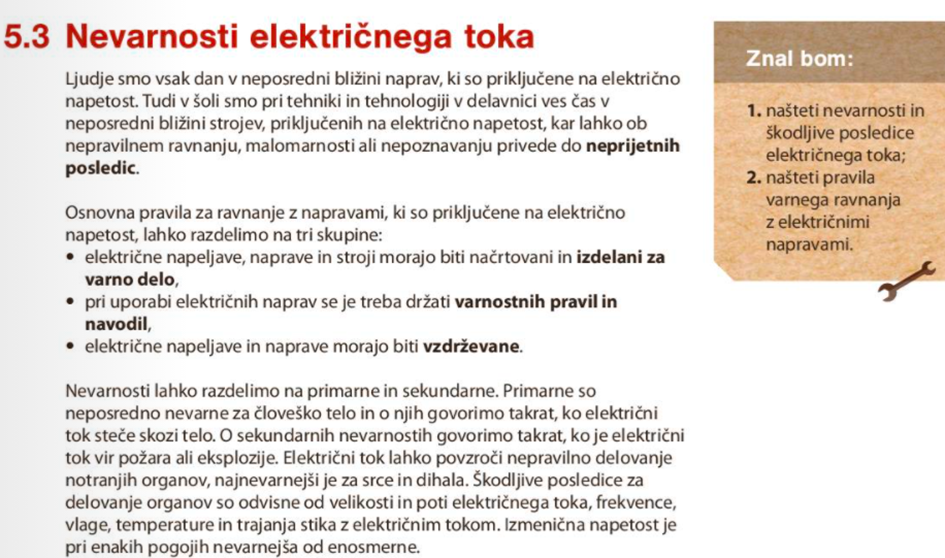 5.3 Nevarnosti električnega toka
Ljudje smo vsak dan v neposredni bližini naprav, ki so priključene na električno
napetost. Tudi v šoli smo pri tehniki in tehnologiji v delavnici ves čas v
neposredni bližini strojev, priključenih na električno napetost, kar lahko ob
nepravilnem ravnanju, malomarnosti ali nepoznavanju privede do neprijetnih
posledic.
Osnovna pravila za ravnanje z napravami, ki so priključene na električno
napetost, lahko razdelimo na tri skupine:
• električne napeljave, naprave in stroji morajo biti načrtovani in izdelani za
varno delo,
• pri uporabi električnih naprav se je treba držati varnostnih pravil in
navodil,
• električne napeljave in naprave morajo biti vzdrževane.
Nevarnosti lahko razdelimo na primarne in sekundarne. Primarne so
neposredno nevarne za človeško telo in o njih govorimo takrat, ko električni
tok steče skozi telo. O sekundarnih nevarnostih govorimo takrat, ko je električni
tok vir požara ali eksplozije. Električni tok lahko povzroči nepravilno delovanje
notranjih organov, najnevarnejši je za srce in dihala. Škodljive posledice za
delovanje organov so odvisne od velikosti in poti električnega toka, frekvence,
vlage, temperature in trajanja stika z električnim tokom. Izmenična napetost je
pri enakih pogojih nevarnejša od enosmerne.
Znal bom:
1. našteti nevarnosti in
škodljive posledice
električnega toka;
2. našteti pravila
varnega ravnanja
z električnimi
napravami.